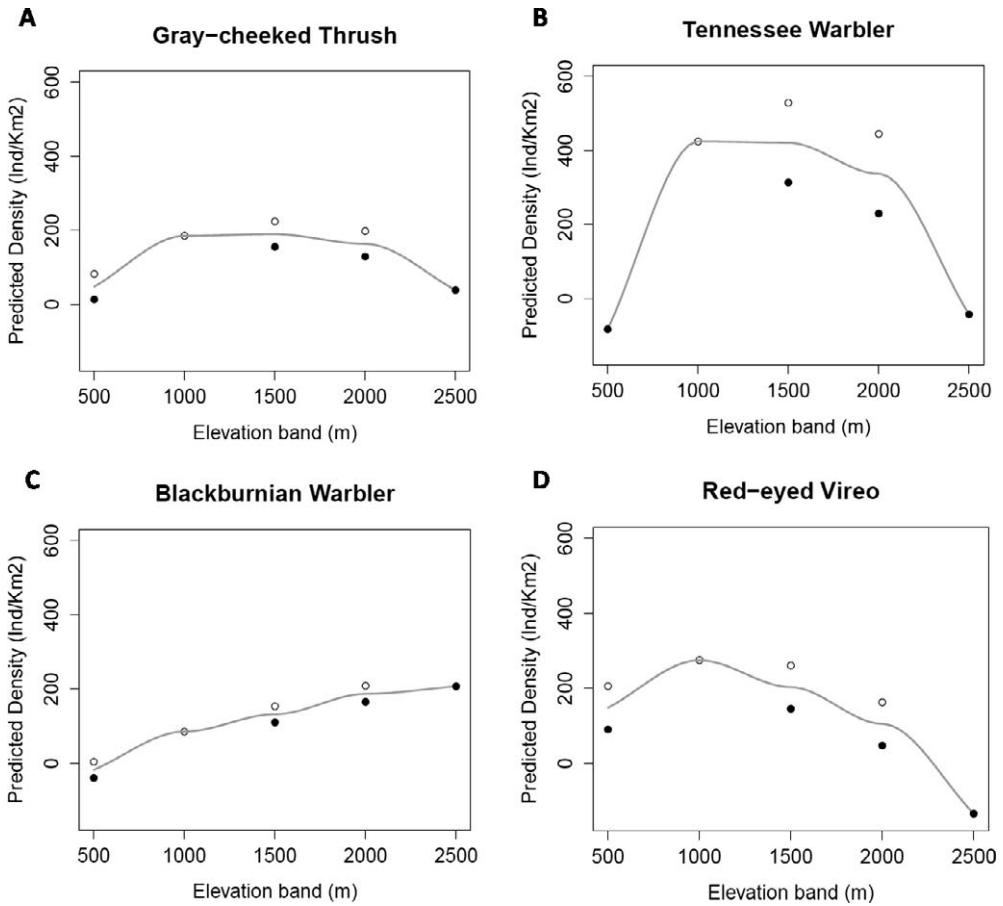 A
Gray−cheeked Thrush
Predicted Density (Ind/Km2)
600
400
200
0
500 1000 1500 2000 2500
Elevation band (m)
B
Tennessee Warbler
Predicted Density (Ind/Km2)
600
400
200
0
500 1000 1500 2000 2500
Elevation band (m)
C
Blackburnian Warbler
Predicted Density (Ind/Km2)
600
400
200
0
500 1000 1500 2000 2500
Elevation band (m)
D
Red−eyed Vireo
Predicted Density (Ind/Km2)
600
400
200
0
500 1000 1500 2000 2500
Elevation band (m)